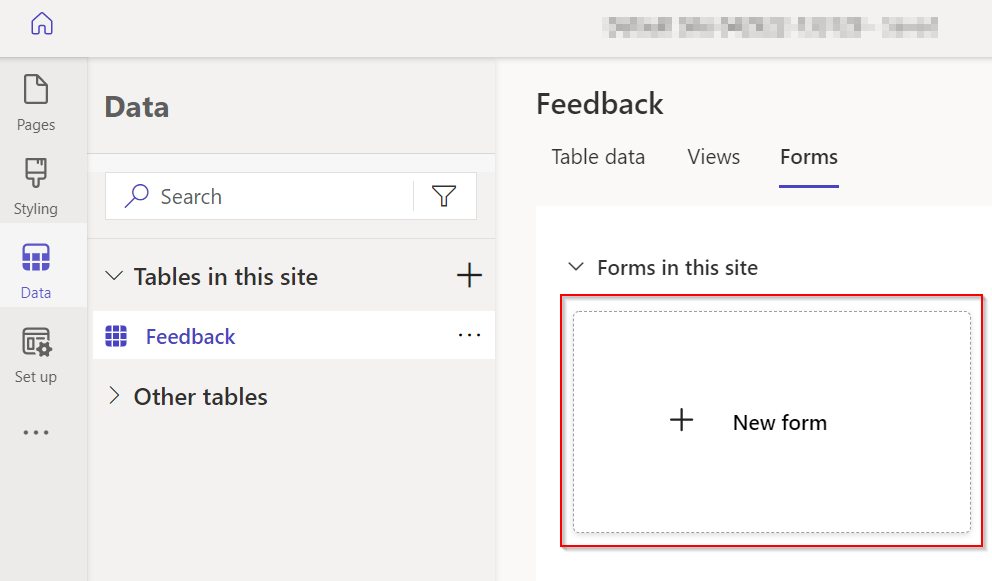 Pages
Styling
Data
Set up
Data
Search
Tables in this site
Feedback
Other tables
Feedback
Table data Views Forms
Forms in this site
New form